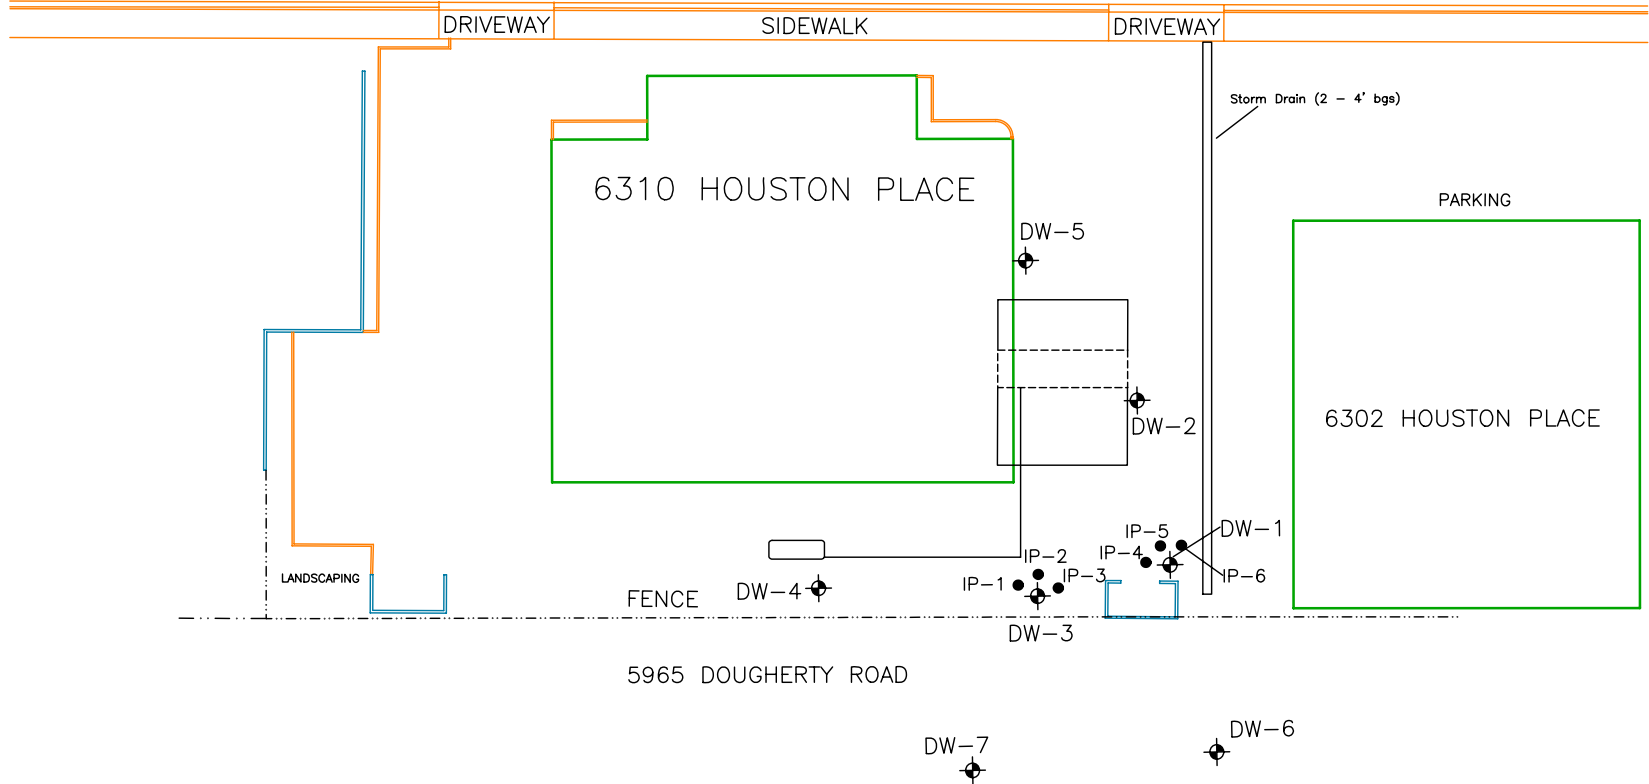 DRIVEWAY
SIDEWALK
DRIVEWAY
Storm Drain (2 - 4' bgs)
6310 HOUSTON PLACE
PARKING
DW-5
6302 HOUSTON PLACE
DW-2
DW-1
IP-5
IP-4
IP-2
IP-6
IP-3
IP-1
LANDSCAPING
DW-4
FENCE
DW-3
5965 DOUGHERTY ROAD
DW-6
DW-7